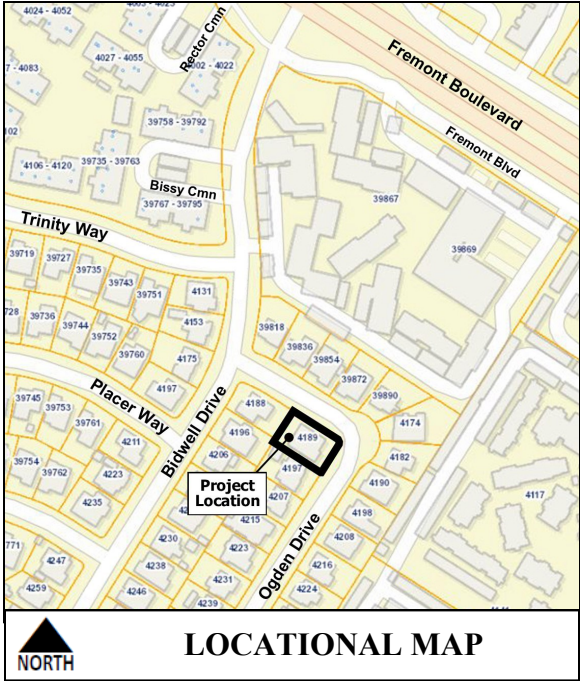 4024 - 4052
Rector Cmn
4002 - 4022
4027 - 4055
7 - 4083
Fremont Boulevard
39758 - 39792
102
4106 - 4120
39735 - 39763
Fremont Blvd
Bissy Cmn
39767 - 39795
39867
Trinity Way
39869
39719
39727
39735
39743
39751
4131
728
39736
39744
39752
4153
39818
39836
39760
4175
39854
39872
4197
Placer Way
39745
39753
39761
Bidwell Drive
4188
39890
4211
4196
4189
4174
39754
39762
4223
4206
4197
4182
Project
Location
4190
4117
4235
4207
4198
4215
4230
4208
771
4247
4223
Ogden Drive
4238
4216
4259
4246
4231
4224
4239
NORTH
LOCATIONAL MAP